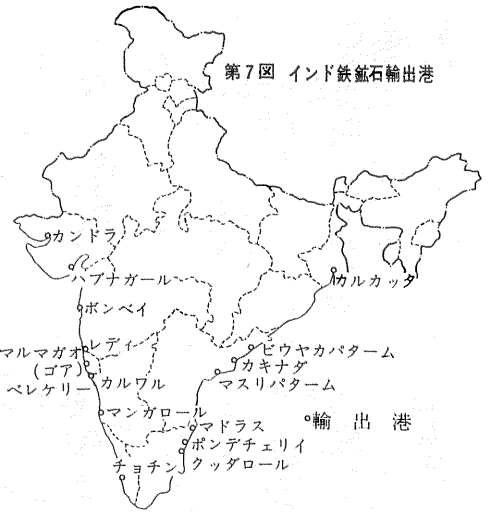 第7図 インド鉄鉱石輸出港
カンドラ
ハブナガール
ボンベイ
カルカッタ
レディ
マルマガオ
(ゴア)
ベレケリー
カルワル
マンガロール
チョチン
ビウヤカパターム
カキナダ
マスリパターム
マドラス
ポンデチェリイ
クッダロール
輸出港